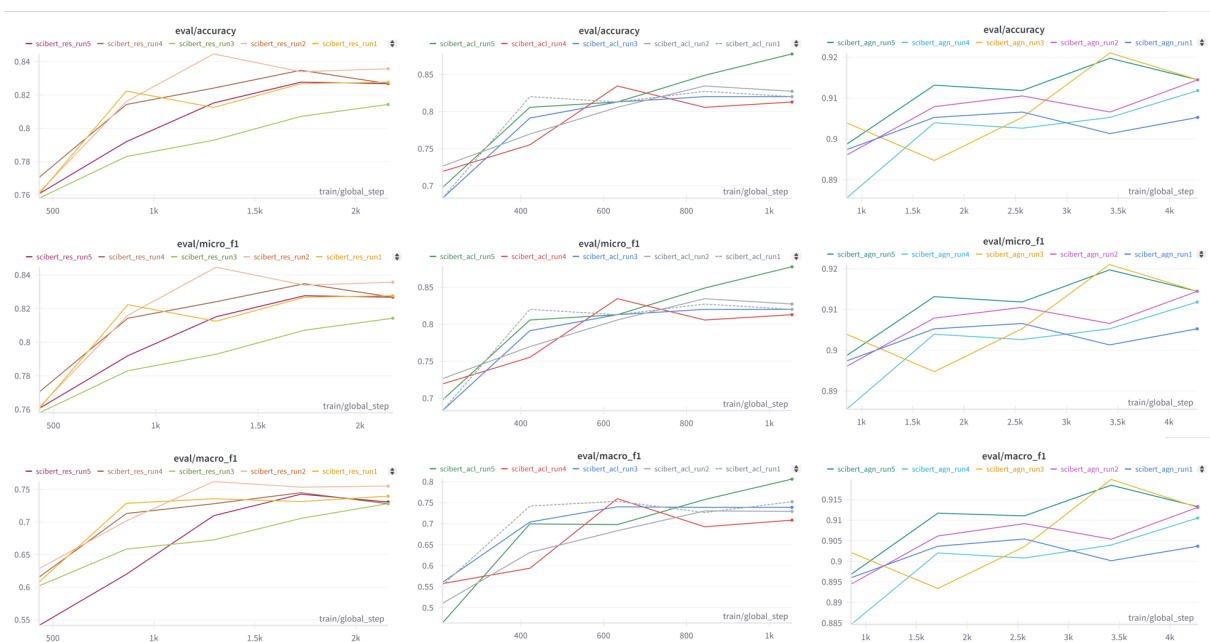 eval/accuracy
scibert_res_run5 scibert_res_run4 scibert_res_run3 scibert_res_run2 scibert_res_run1
0.84
0.82
0.8
0.78
0.76
train/global_step
500 1k 1.5k 2k
eval/accuracy
scibert_acl_run5 scibert_acl_run4 scibert_acl_run3 scibert_acl_run2 scibert_acl_run1
0.85
0.8
0.75
0.7
train/global_step
400 600 800 1k
eval/accuracy
scibert_agn_run5 scibert_agn_run4 scibert_agn_run3 scibert_agn_run2 scibert_agn_run1
0.92
0.91
0.9
0.89
train/global_step
1k 1.5k 2k 2.5k 3k 3.5k 4k
eval/micro_f1
scibert_res_run5 scibert_res_run4 scibert_res_run3 scibert_res_run2 scibert_res_run1
0.84
0.82
0.8
0.78
0.76
train/global_step
500 1k 1.5k 2k
eval/micro_f1
scibert_acl_run5 scibert_acl_run4 scibert_acl_run3 scibert_acl_run2 scibert_acl_run1
0.85
0.8
0.75
0.7
train/global_step
400 600 800 1k
eval/micro_f1
scibert_agn_run5 scibert_agn_run4 scibert_agn_run3 scibert_agn_run2 scibert_agn_run1
0.92
0.91
0.9
0.89
train/global_step
1k 1.5k 2k 2.5k 3k 3.5k 4k
eval/macro_f1
scibert_res_run5 scibert_res_run4 scibert_res_run3 scibert_res_run2 scibert_res_run1
0.75
0.7
0.65
0.6
0.55
train/global_step
500 1k 1.5k 2k
eval/macro_f1
scibert_acl_run5 scibert_acl_run4 scibert_acl_run3 scibert_acl_run2 scibert_acl_run1
0.8
0.75
0.7
0.65
0.6
0.55
0.5
train/global_step
400 600 800 1k
eval/macro_f1
scibert_agn_run5 scibert_agn_run4 scibert_agn_run3 scibert_agn_run2 scibert_agn_run1
0.915
0.91
0.905
0.9
0.895
0.89
0.885
train/global_step
1k 1.5k 2k 2.5k 3k 3.5k 4k